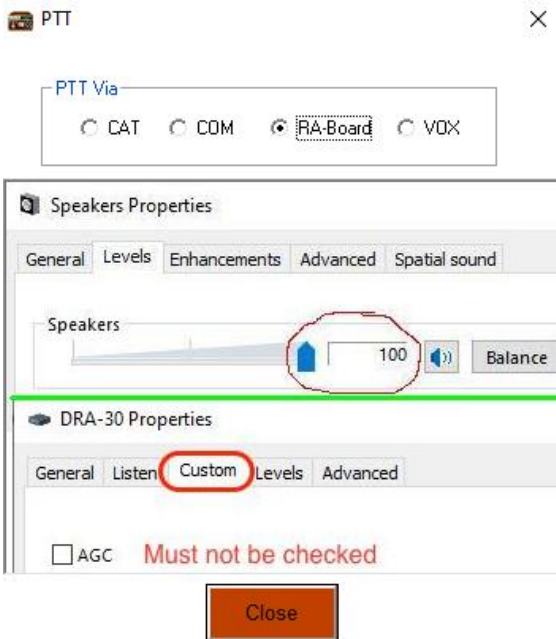 PTT
PTT Via
CAT COM RA-Board VOX
Speakers Properties
General Levels Enhancements Advanced Spatial sound
Speakers
100 Balance
DRA-30 Properties
General Listen Custom Levels Advanced
AGC Must not be checked
Close